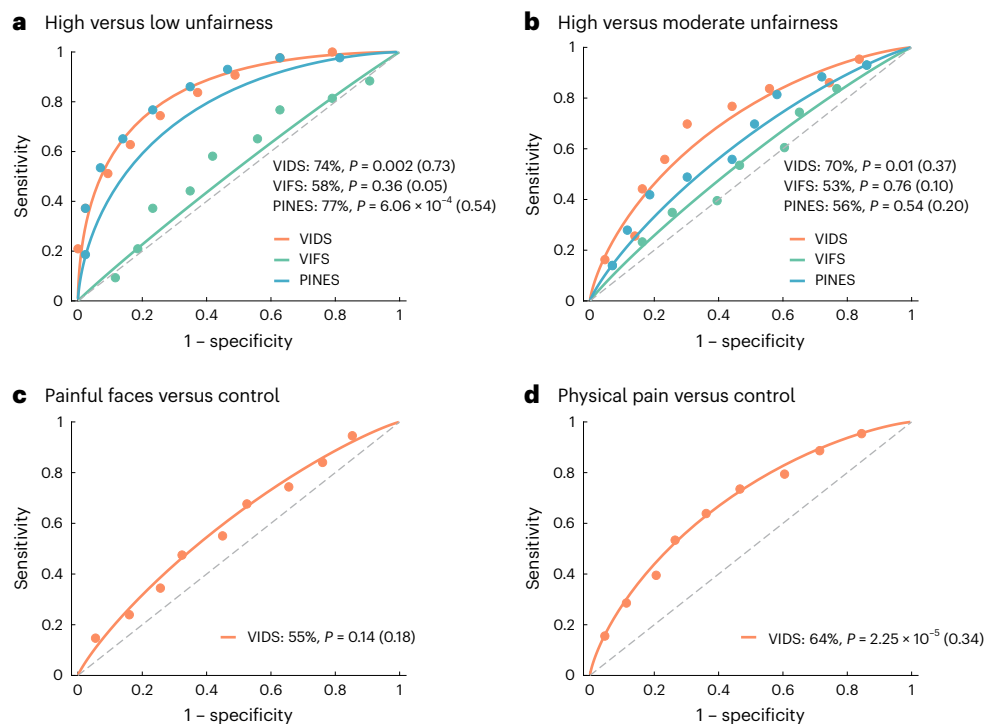 a High versus low unfairness
1
0.8
0.6
0.4
0.2
0
Sensitivity
VIDS: 74%, P = 0.002 (0.73)
VIFS: 58%, P = 0.36 (0.05)
PINES: 77%, P = 6.06 × 10⁻⁴ (0.54)
VIDS
VIFS
PINES
0 0.2 0.4 0.6 0.8 1
1 – specificity
b High versus moderate unfairness
1
0.8
0.6
0.4
0.2
0
Sensitivity
VIDS: 70%, P = 0.01 (0.37)
VIFS: 53%, P = 0.76 (0.10)
PINES: 56%, P = 0.54 (0.20)
VIDS
VIFS
PINES
0 0.2 0.4 0.6 0.8 1
1 – specificity
c Painful faces versus control
1
0.8
0.6
0.4
0.2
0
Sensitivity
VIDS: 55%, P = 0.14 (0.18)
0 0.2 0.4 0.6 0.8 1
1 – specificity
d Physical pain versus control
1
0.8
0.6
0.4
0.2
0
Sensitivity
VIDS: 64%, P = 2.25 × 10⁻⁵ (0.34)
0 0.2 0.4 0.6 0.8 1
1 – specificity